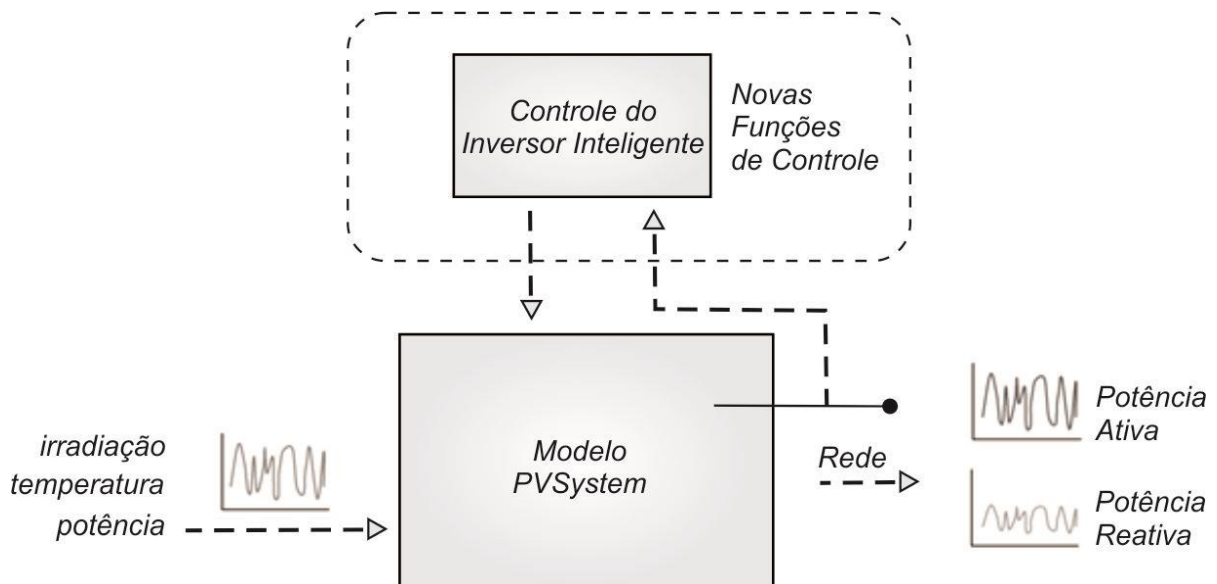 Controle do
Inversor Inteligente
Novas
Funções
de Controle
irradiação
temperatura
potência
Modelo
PVSystem
Rede
Potência
Ativa
Potência
Reativa